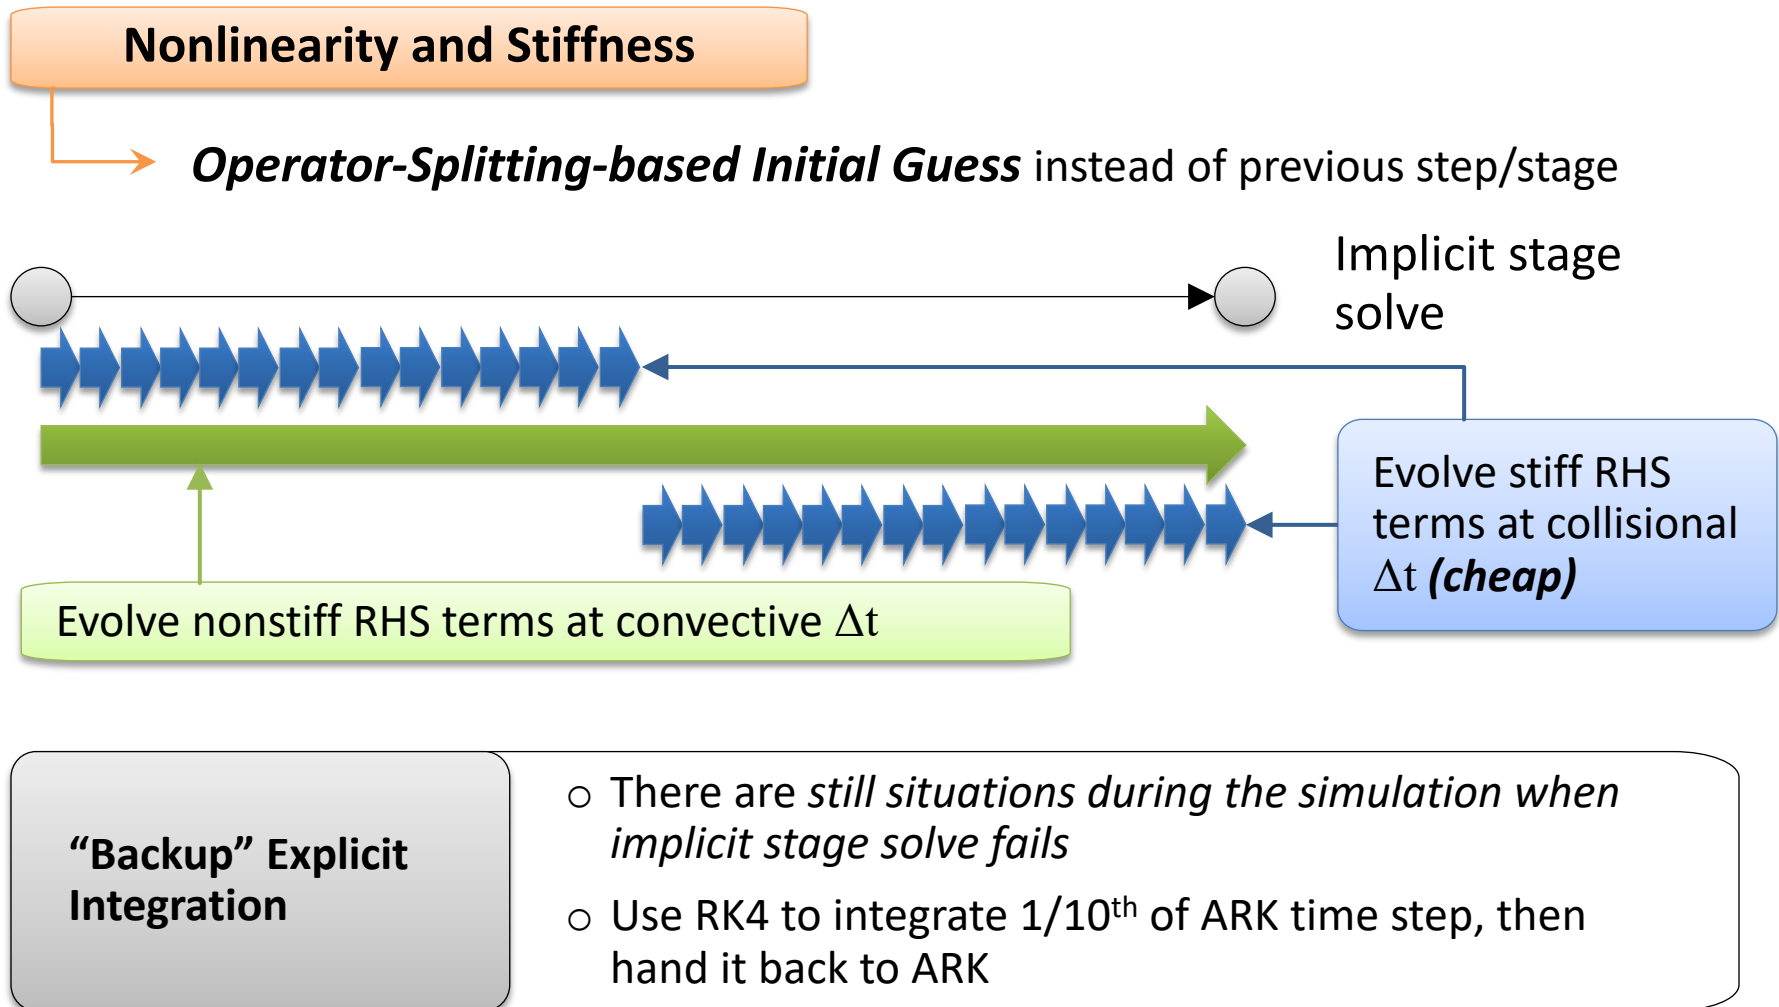 Nonlinearity and Stiffness
Operator-Splitting-based Initial Guess instead of previous step/stage
Implicit stage
solve
Evolve stiff RHS
terms at collisional
Δt (cheap)
Evolve nonstiff RHS terms at convective Δt
“Backup” Explicit
Integration
o There are still situations during the simulation when
implicit stage solve fails
o Use RK4 to integrate 1/10th of ARK time step, then
hand it back to ARK